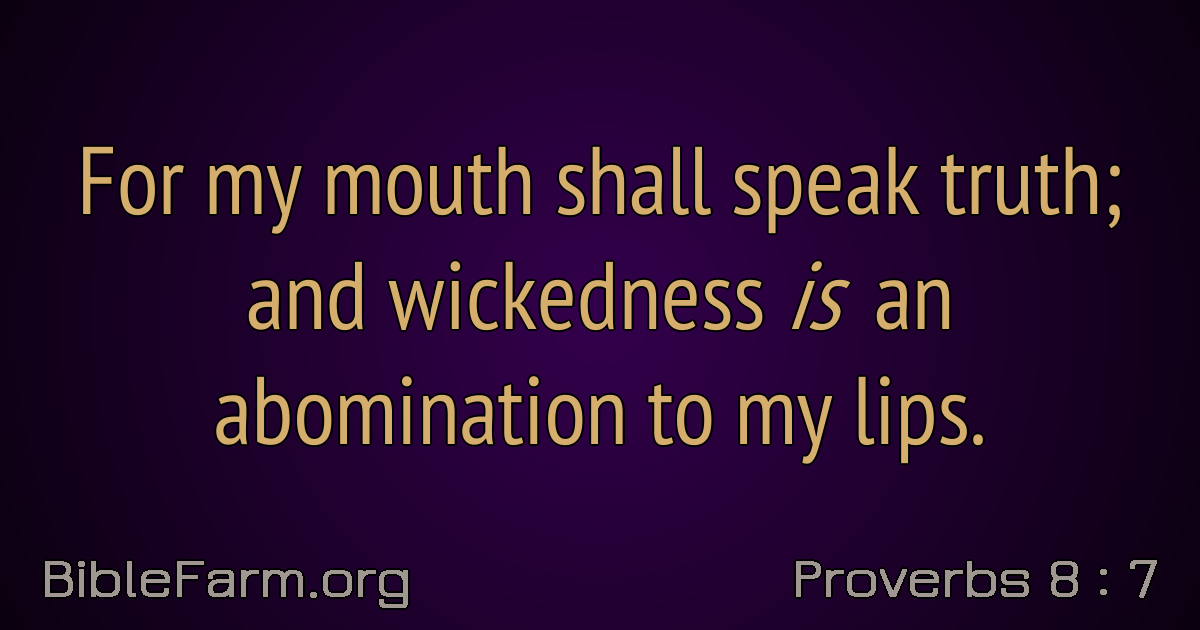 For my mouth shall speak truth;
and wickedness is an
abomination to my lips.
BibleFarm.org
Proverbs 8 : 7